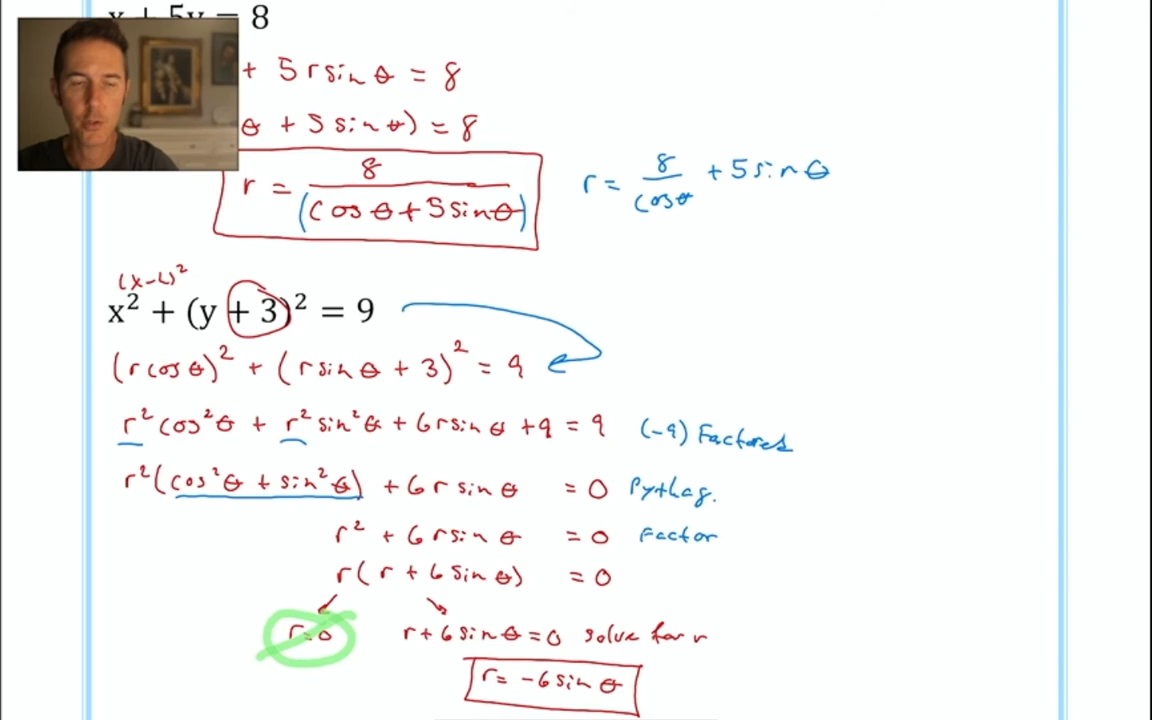 x + 5y = 8
+ 5 r sin θ = 8
θ + 5 sin θ) = 8
r = 8 / (cos θ + 5 sin θ)
r = 8 / cos θ + 5 sin θ
x² + (y + 3)² = 9
(r cos θ)² + (r sin θ + 3)² = 9
r² cos² θ + r² sin² θ + 6 r sin θ + 9 = 9 (-9) Factored
r² (cos² θ + sin² θ) + 6 r sin θ = 0 Pythag.
r² + 6 r sin θ = 0 Factor
r ( r + 6 sin θ) = 0
r = 0 r + 6 sin θ = 0 solve for r
r = -6 sin θ